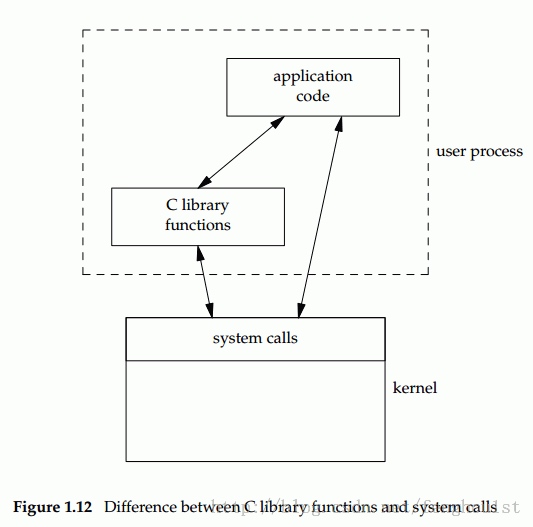 application
code
user process
C library
functions
system calls
kernel
Figure 1.12 Difference between C library functions and system calls